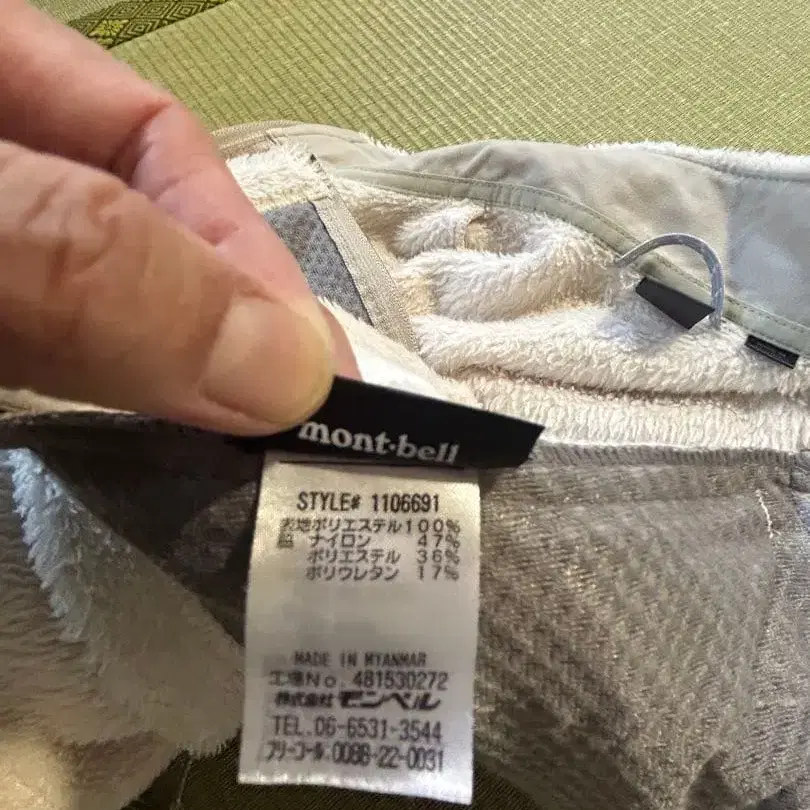 mont·bell
STYLE# 1106691
表地ポリエステル100%
ナイロン 47%
ポリエステル 36%
ポリウレタン 17%
MADE IN MYANMAR
工場No. 481530272
株式会社モンベル
TEL.06-6531-3544
フリーコール.0088-22-0031